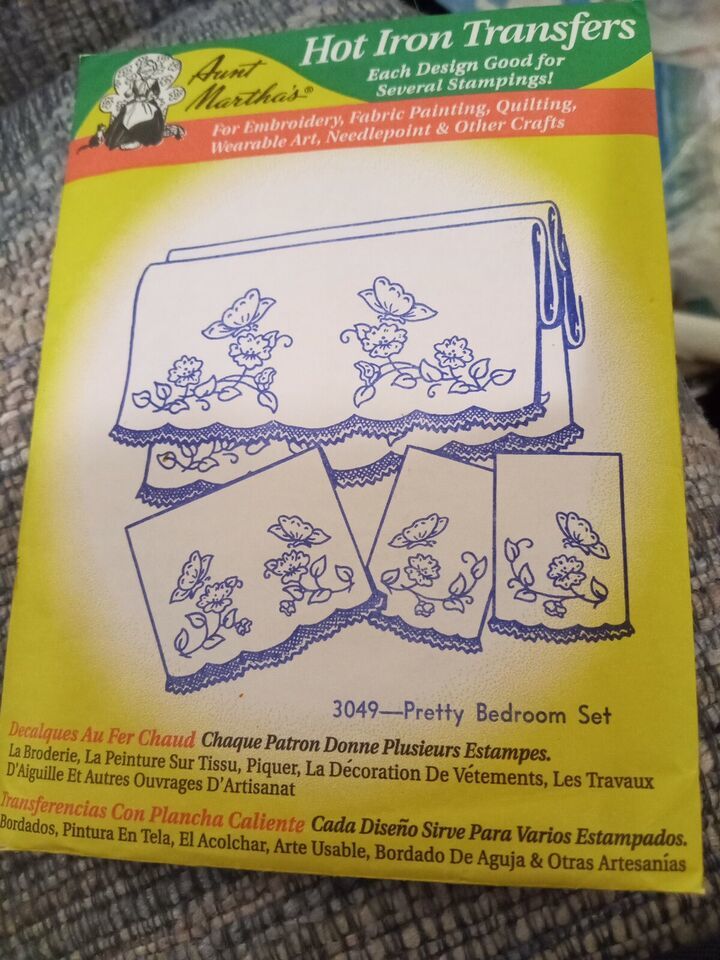 Aunt
Martha's®
Hot Iron Transfers
Each Design Good for
Several Stampings!
For Embroidery, Fabric Painting, Quilting,
Wearable Art, Needlepoint & Other Crafts
3049—Pretty Bedroom Set
Decalques Au Fer Chaud Chaque Patron Donne Plusieurs Estampes.
La Broderie, La Peinture Sur Tissu, Piquer, La Décoration De Vétements, Les Travaux
D'Aiguille Et Autres Ouvrages D'Artisanat
Transferencias Con Plancha Caliente Cada Diseño Sirve Para Varios Estampados.
Bordados, Pintura En Tela, El Acolchar, Arte Usable, Bordado De Aguja & Otras Artesanías